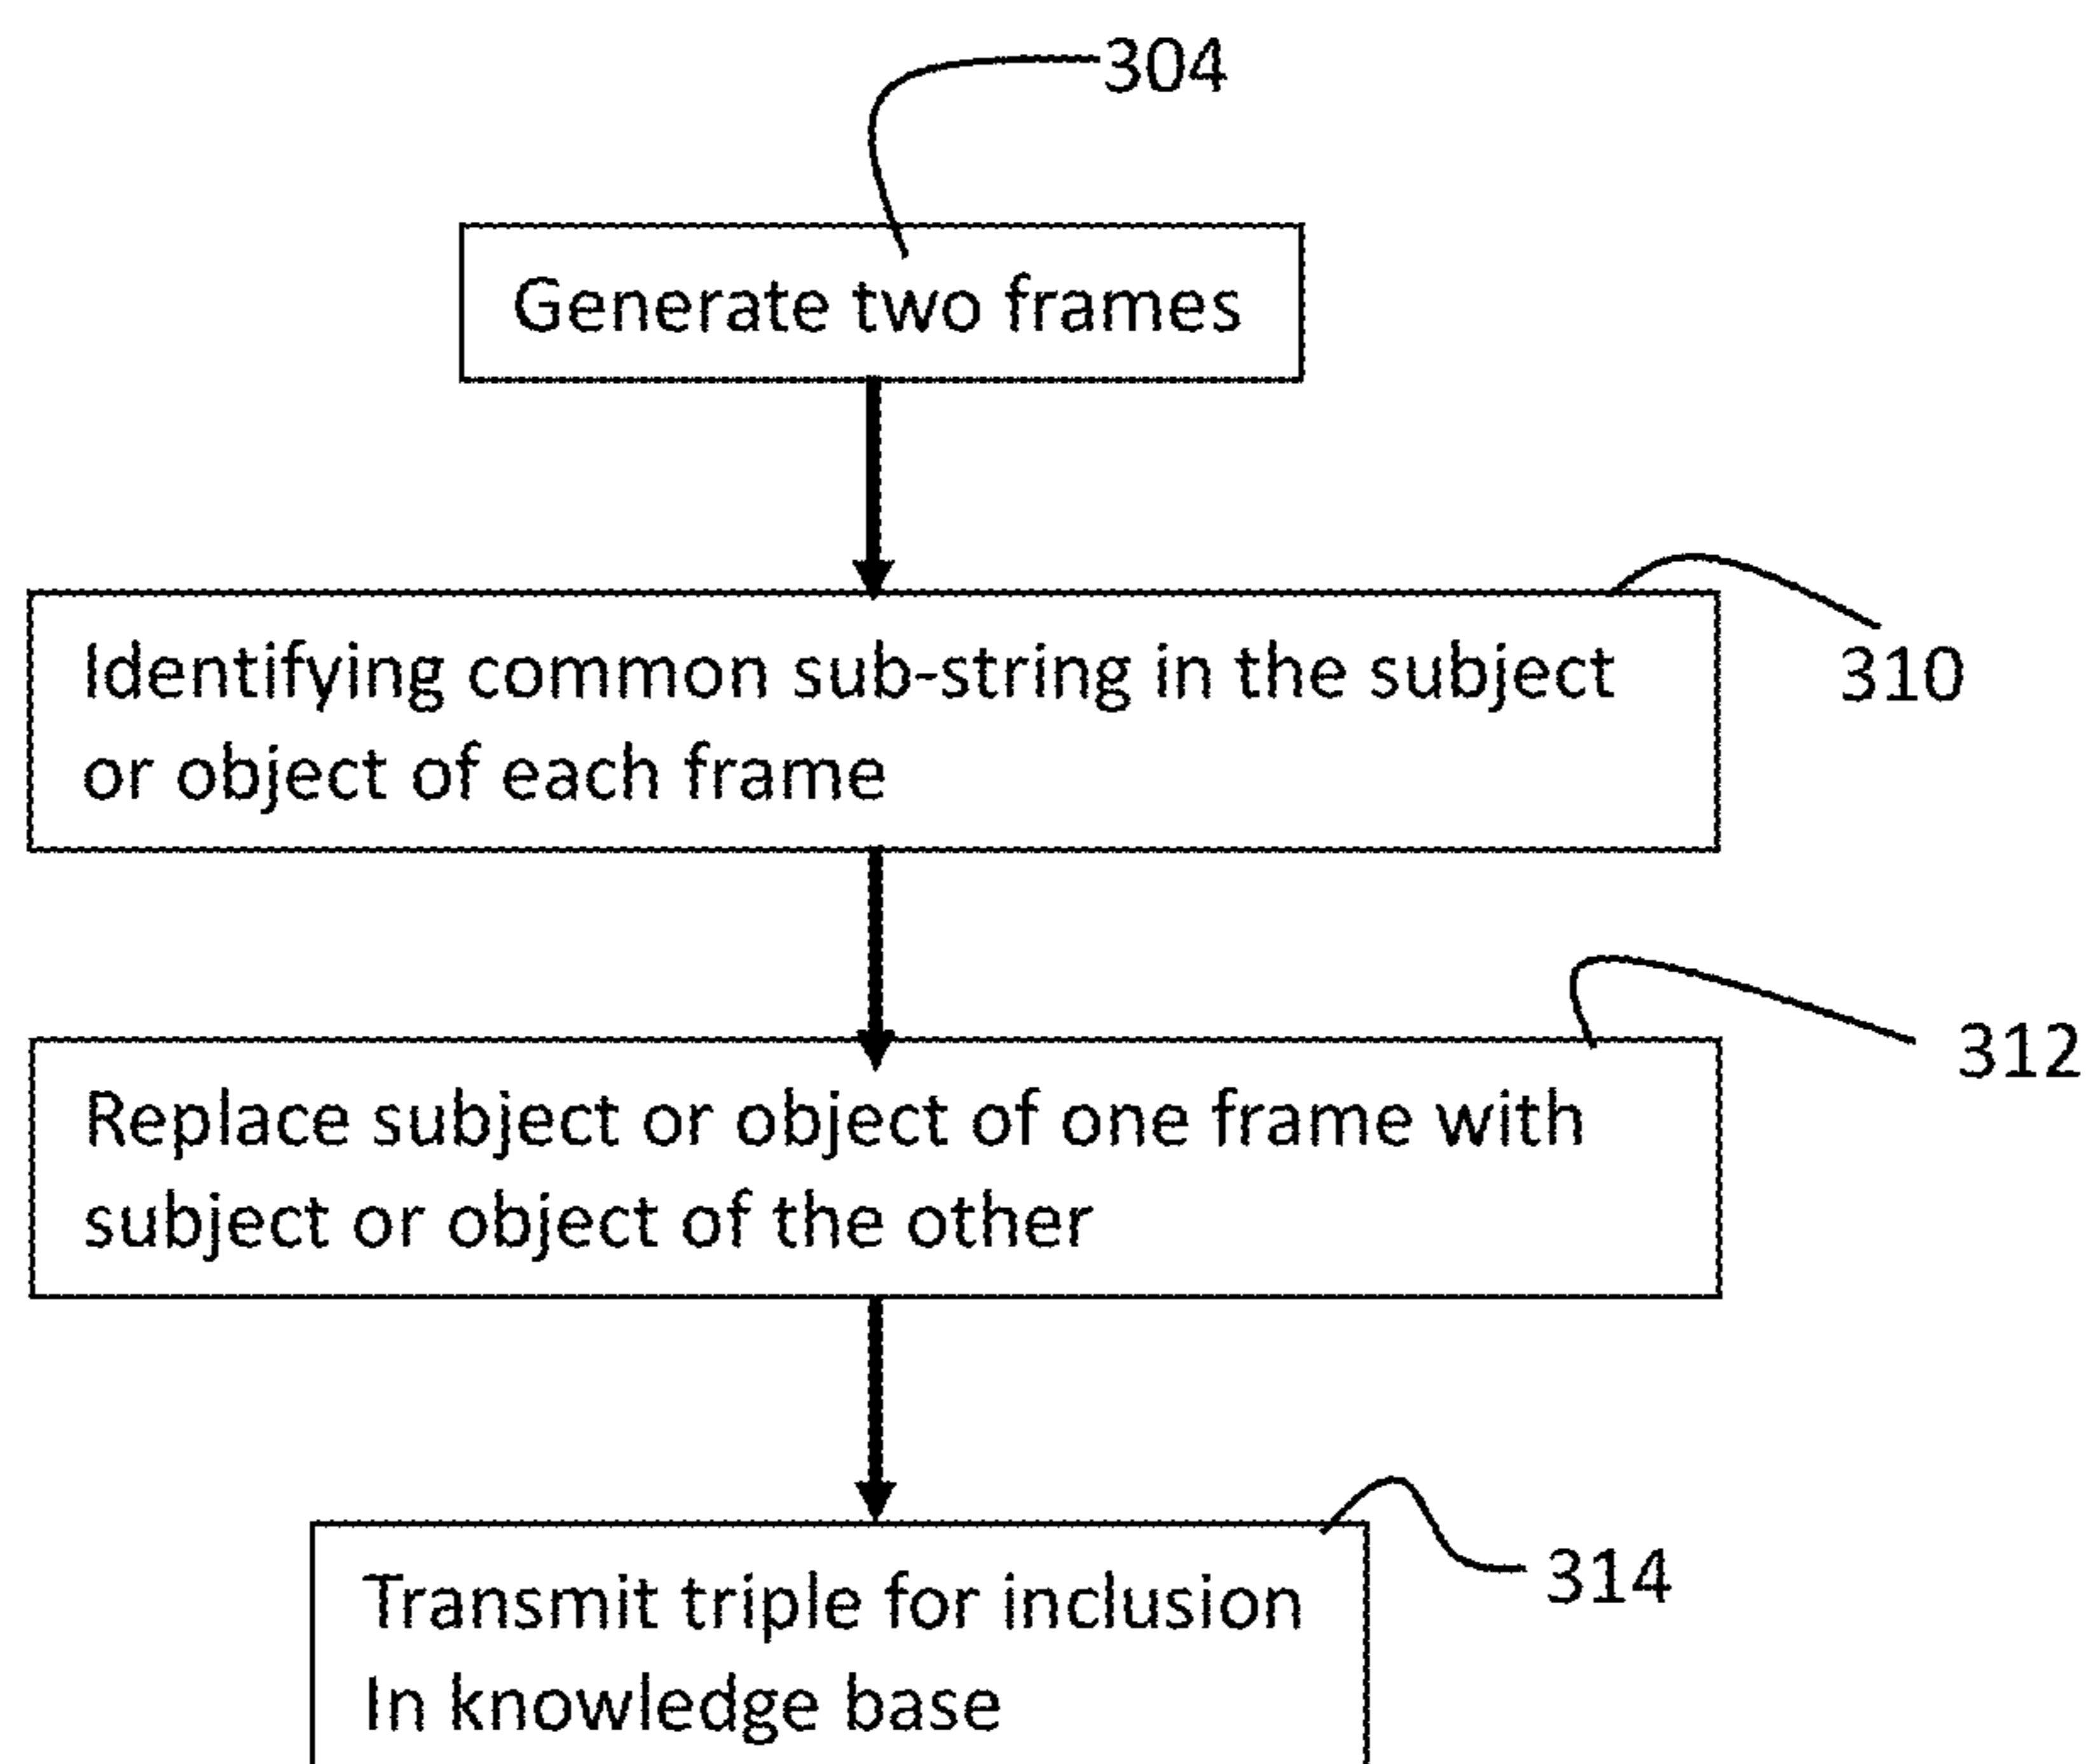 304
Generate two frames
Identifying common sub-string in the subject
or object of each frame
310
Replace subject or object of one frame with
subject or object of the other
312
Transmit triple for inclusion
In knowledge base
314